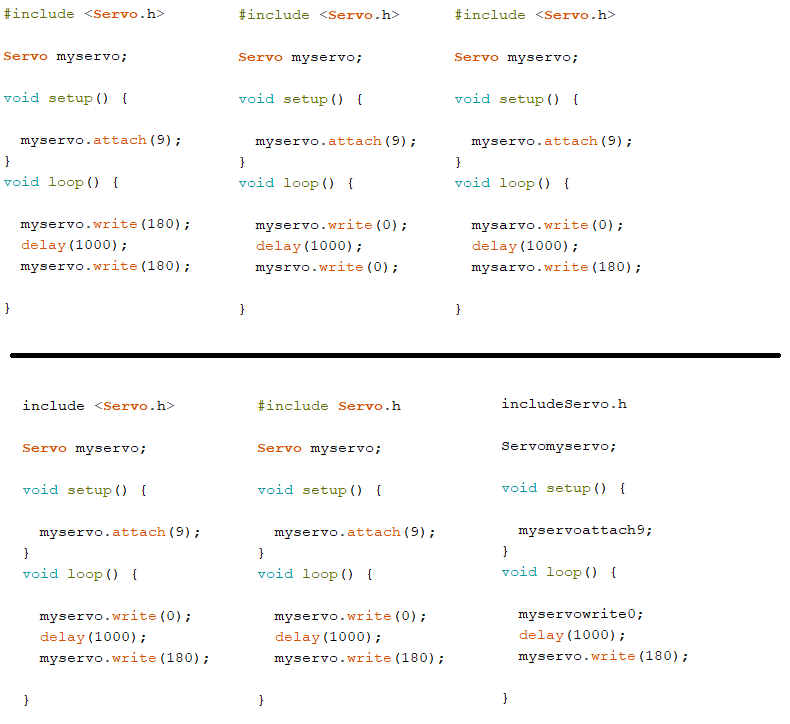 #include <Servo.h>
Servo myservo;
void setup() {
myservo.attach(9);
}
void loop() {
myservo.write(180);
delay(1000);
myservo.write(180);
}
#include <Servo.h>
Servo myservo;
void setup() {
myservo.attach(9);
}
void loop() {
myservo.write(0);
delay(1000);
mysrvo.write(0);
}
#include <Servo.h>
Servo myservo;
void setup() {
myservo.attach(9);
}
void loop() {
mysarvo.write(0);
delay(1000);
mysarvo.write(180);
}
include <Servo.h>
Servo myservo;
void setup() {
myservo.attach(9);
}
void loop() {
myservo.write(0);
delay(1000);
myservo.write(180);
}
#include Servo.h
Servo myservo;
void setup() {
myservo.attach(9);
}
void loop() {
myservo.write(0);
delay(1000);
myservo.write(180);
}
includeServo.h
Servomyservo;
void setup() {
myservoattach9;
}
void loop() {
myservowrite0;
delay(1000);
myservo.write(180);
}